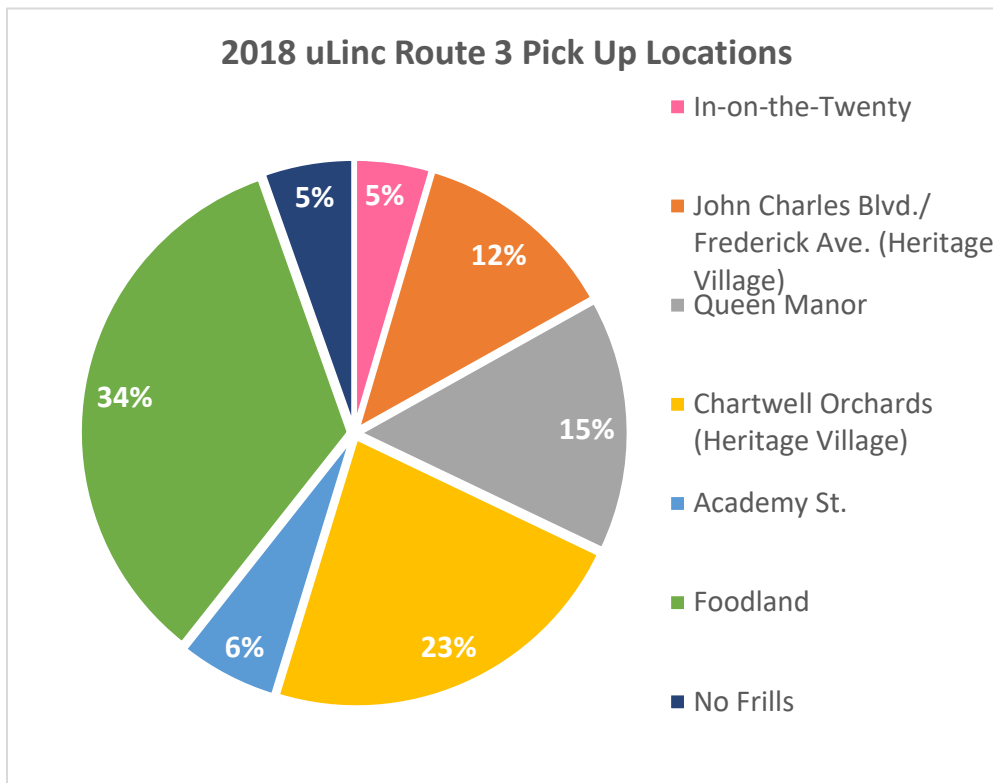 2018 uLinc Route 3 Pick Up Locations
5%
5%
12%
15%
23%
6%
34%
In-on-the-Twenty
John Charles Blvd./
Frederick Ave. (Heritage
Village)
Queen Manor
Chartwell Orchards
(Heritage Village)
Academy St.
Foodland
No Frills